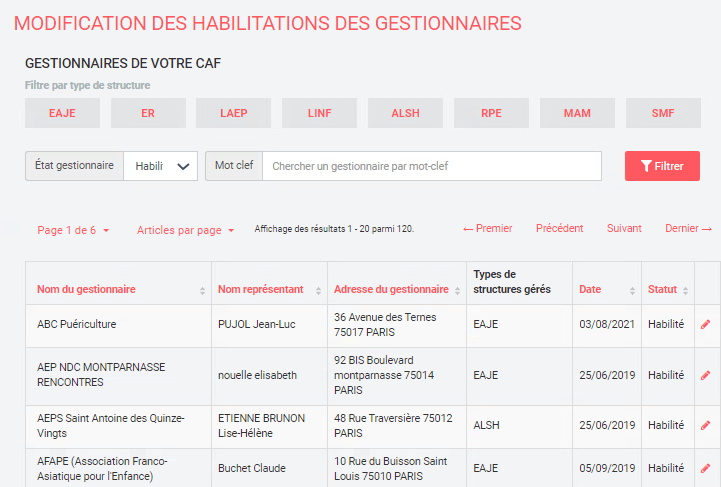 MODIFICATION DES HABILITATIONS DES GESTIONNAIRES
GESTIONNAIRES DE VOTRE CAF
Filtre par type de structure
EAJE ER LAEP LINF ALSH RPE MAM SMF
État gestionnaire Habili Mot clef Chercher un gestionnaire par mot-clef Filtrer
Page 1 de 6 Articles par page Affichage des résultats 1 - 20 parmi 120. ← Premier Précédent Suivant Dernier →
Nom du gestionnaire Nom représentant Adresse du gestionnaire Types de
structures gérés Date Statut
ABC Puériculture PUJOL Jean-Luc 36 Avenue des Ternes
75017 PARIS EAJE 03/08/2021 Habilité
AEP NDC MONTPARNASSE
RENCONTRES nouelle elisabeth 92 BIS Boulevard
montparnasse 75014
PARIS EAJE 25/06/2019 Habilité
AEPS Saint Antoine des Quinze-
Vingts ETIENNE BRUNON
Lise-Hélène 48 Rue Traversière 75012
PARIS ALSH 25/06/2019 Habilité
AFAPE (Association Franco-
Asiatique pour l'Enfance) Buchet Claude 10 Rue du Buisson Saint
Louis 75010 PARIS EAJE 05/09/2019 Habilité